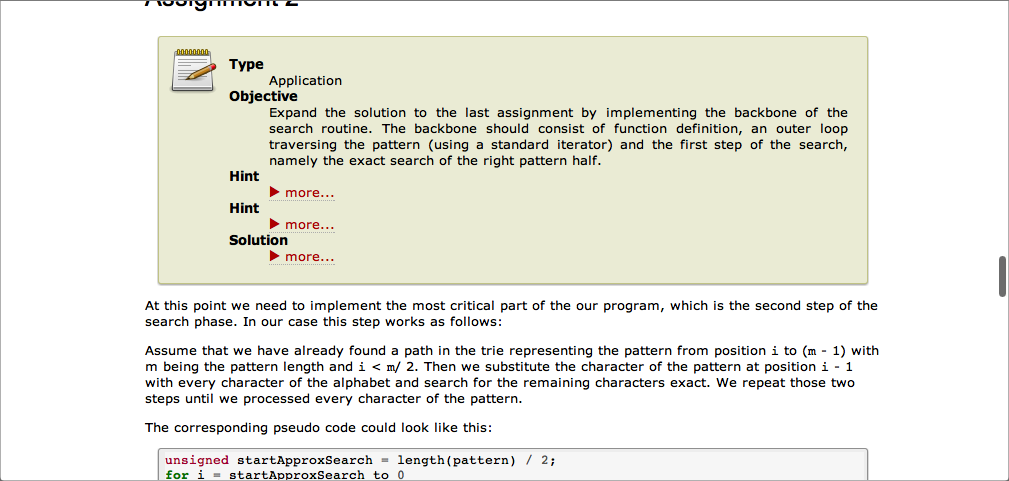 Assignment 2
Type
Application
Objective
Expand the solution to the last assignment by implementing the backbone of the
search routine. The backbone should consist of function definition, an outer loop
traversing the pattern (using a standard iterator) and the first step of the search,
namely the exact search of the right pattern half.
Hint
more...
Hint
more...
Solution
more...
At this point we need to implement the most critical part of the our program, which is the second step of the
search phase. In our case this step works as follows:
Assume that we have already found a path in the trie representing the pattern from position i to (m - 1) with
m being the pattern length and i < m/ 2. Then we substitute the character of the pattern at position i - 1
with every character of the alphabet and search for the remaining characters exact. We repeat those two
steps until we processed every character of the pattern.
The corresponding pseudo code could look like this:
unsigned startApproxSearch = length(pattern) / 2;
for i = startApproxSearch to 0